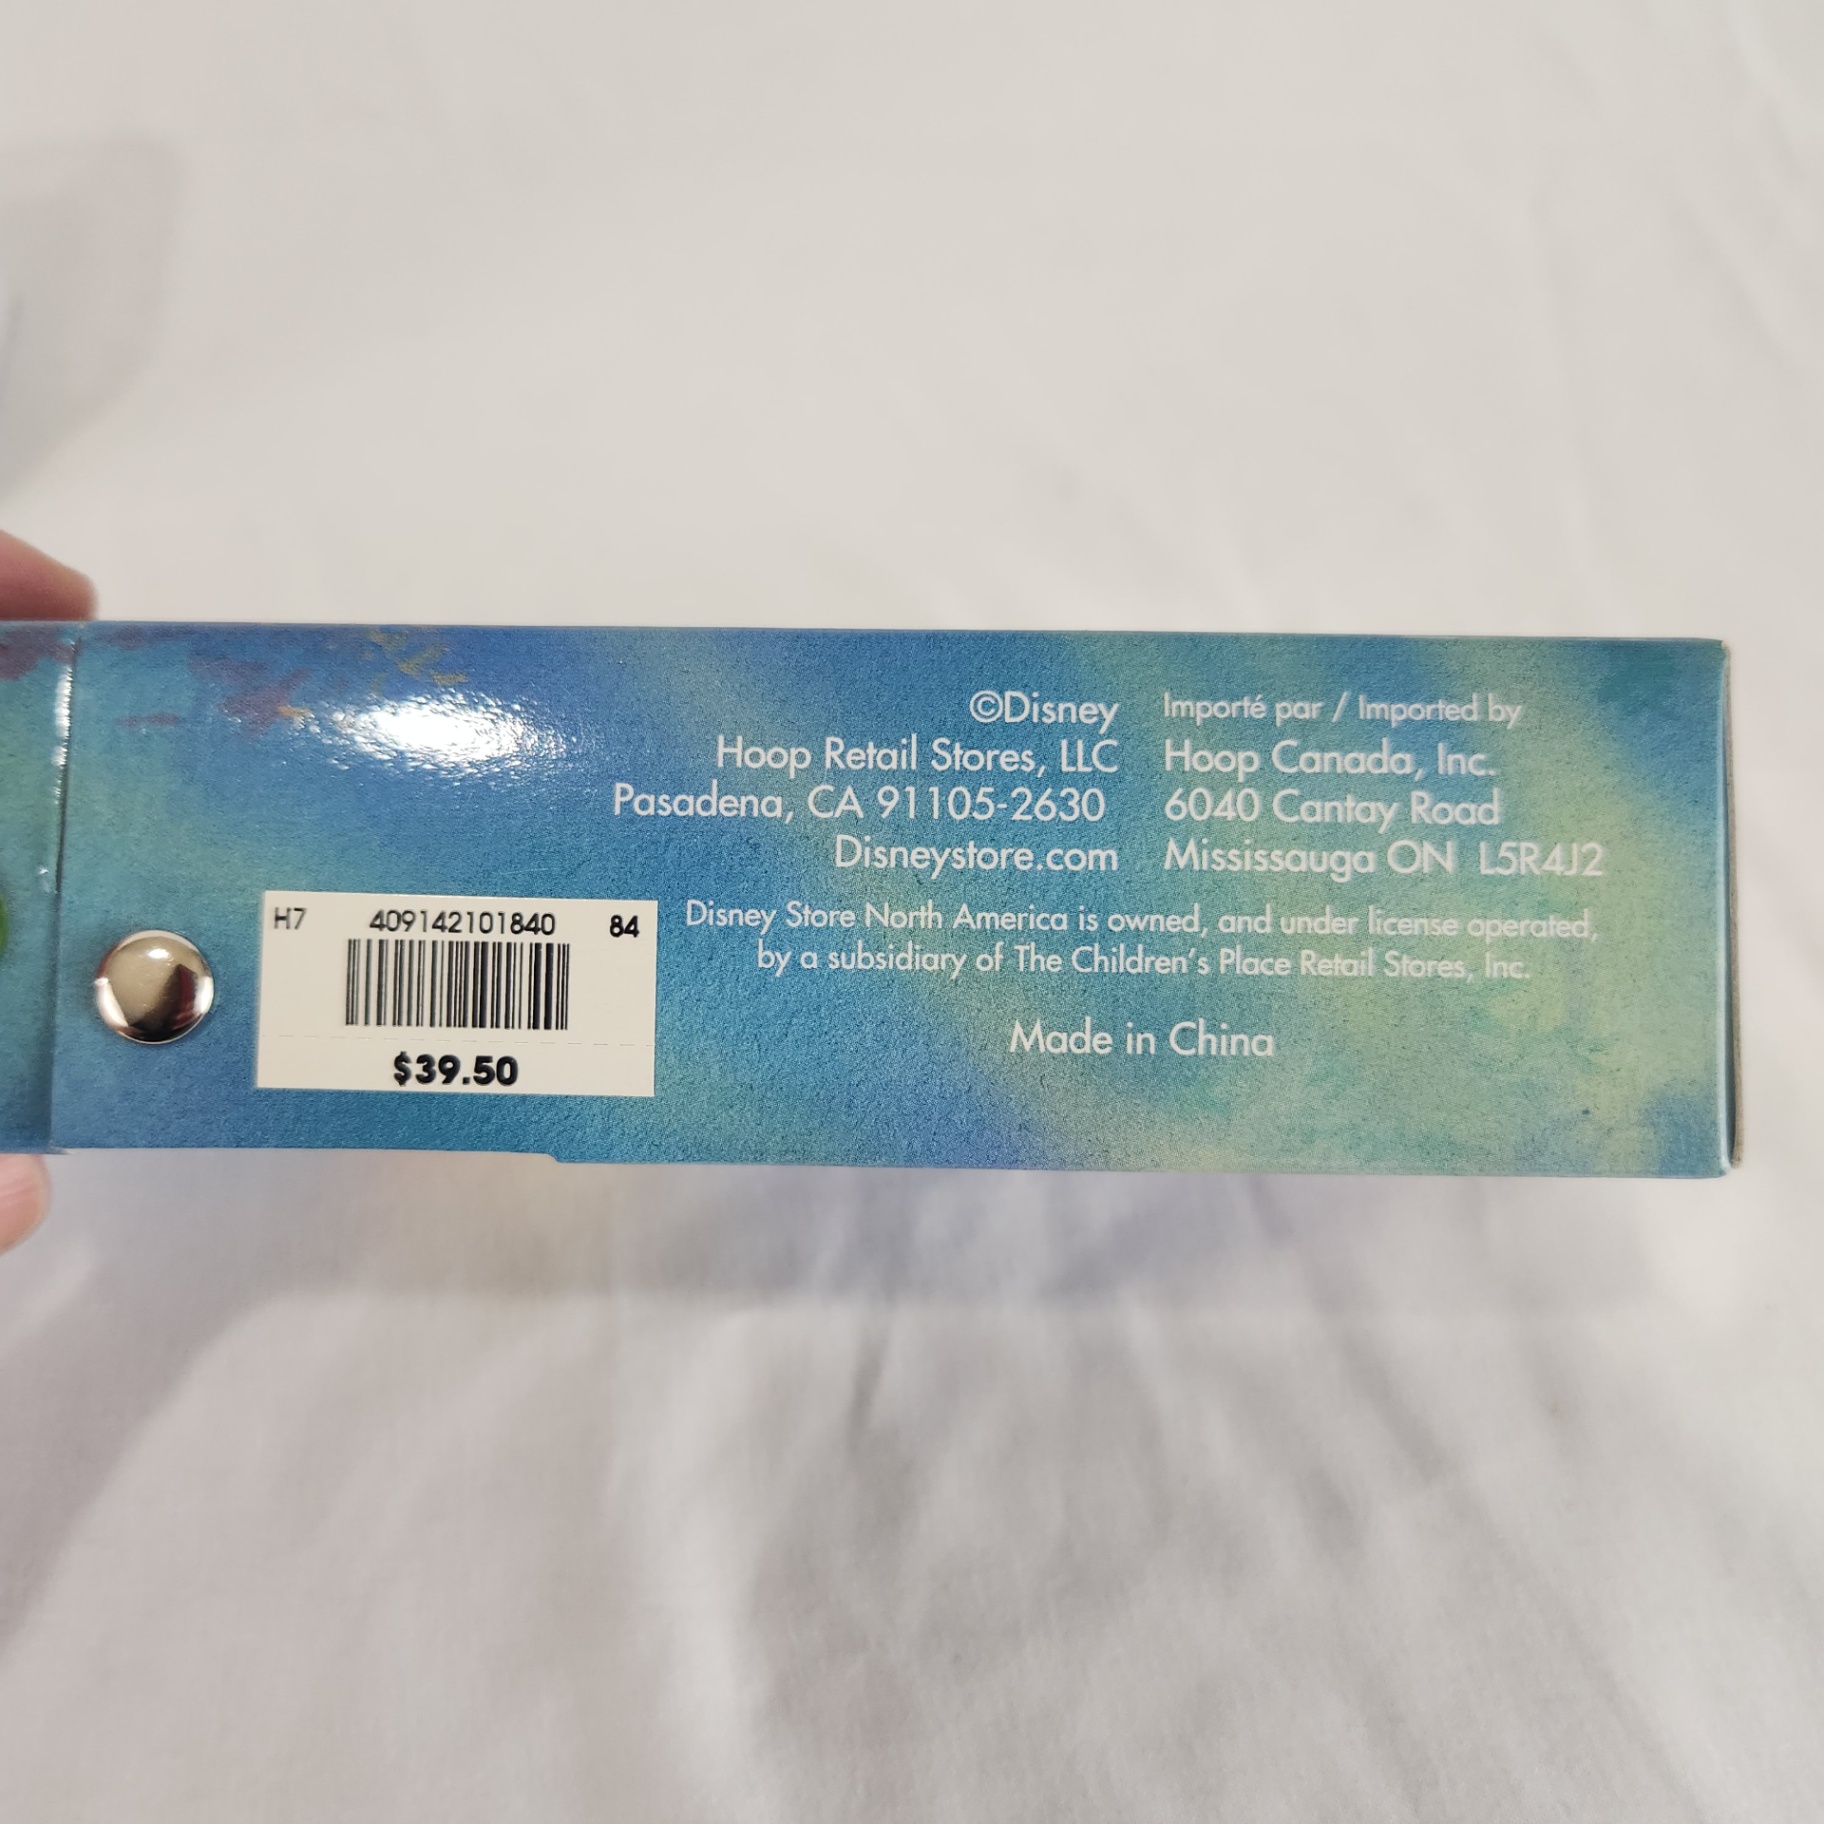 ©Disney
Hoop Retail Stores, LLC
Pasadena, CA 91105-2630
Disneystore.com
Importé par / Imported by
Hoop Canada, Inc.
6040 Cantay Road
Mississauga ON L5R4J2
Disney Store North America is owned, and under license operated,
by a subsidiary of The Children's Place Retail Stores, Inc.
Made in China
H7 409142101840 84
$39.50